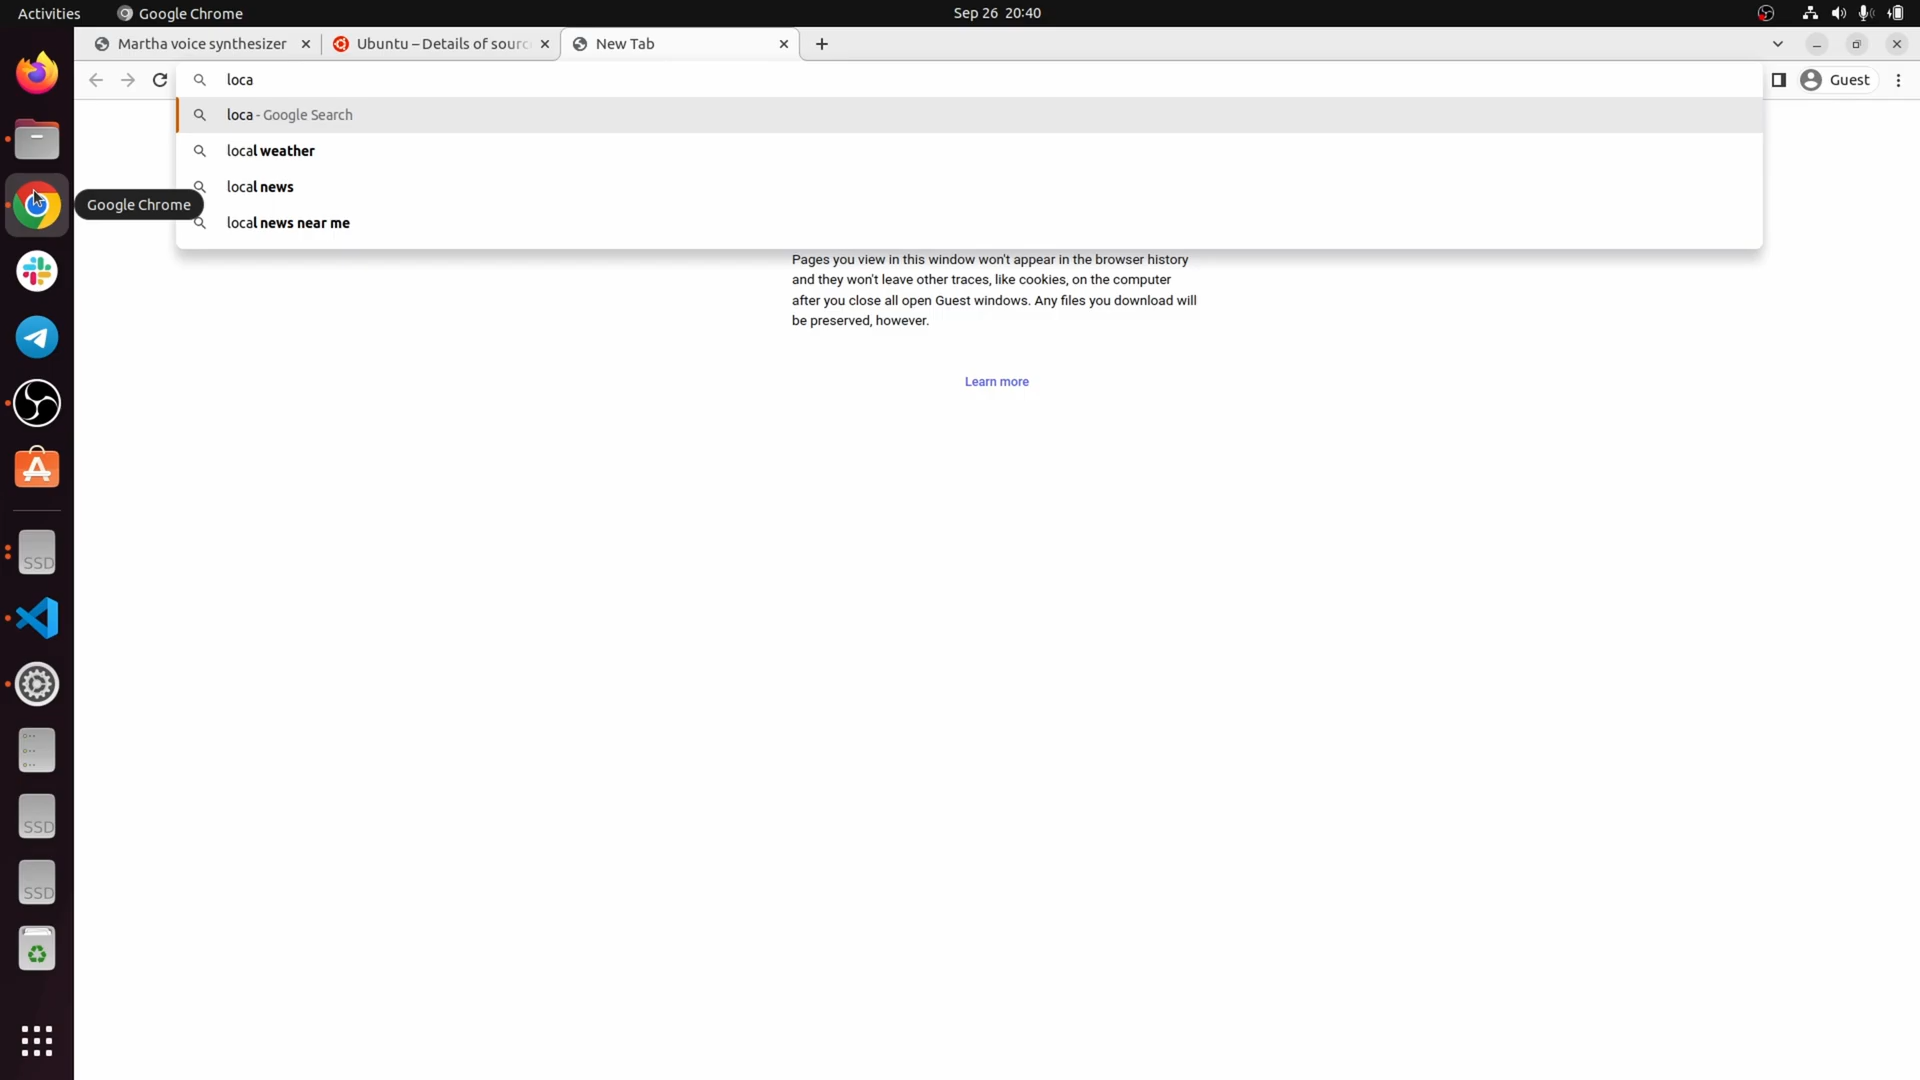 Activities Google Chrome Sep 26 20:40
Martha voice synthesizer Ubuntu – Details of sourc New Tab
loca Guest
loca - Google Search
local weather
Google Chrome local news
local news near me
Pages you view in this window won't appear in the browser history
and they won't leave other traces, like cookies, on the computer
after you close all open Guest windows. Any files you download will
be preserved, however.
Learn more
SSD
SSD
SSD